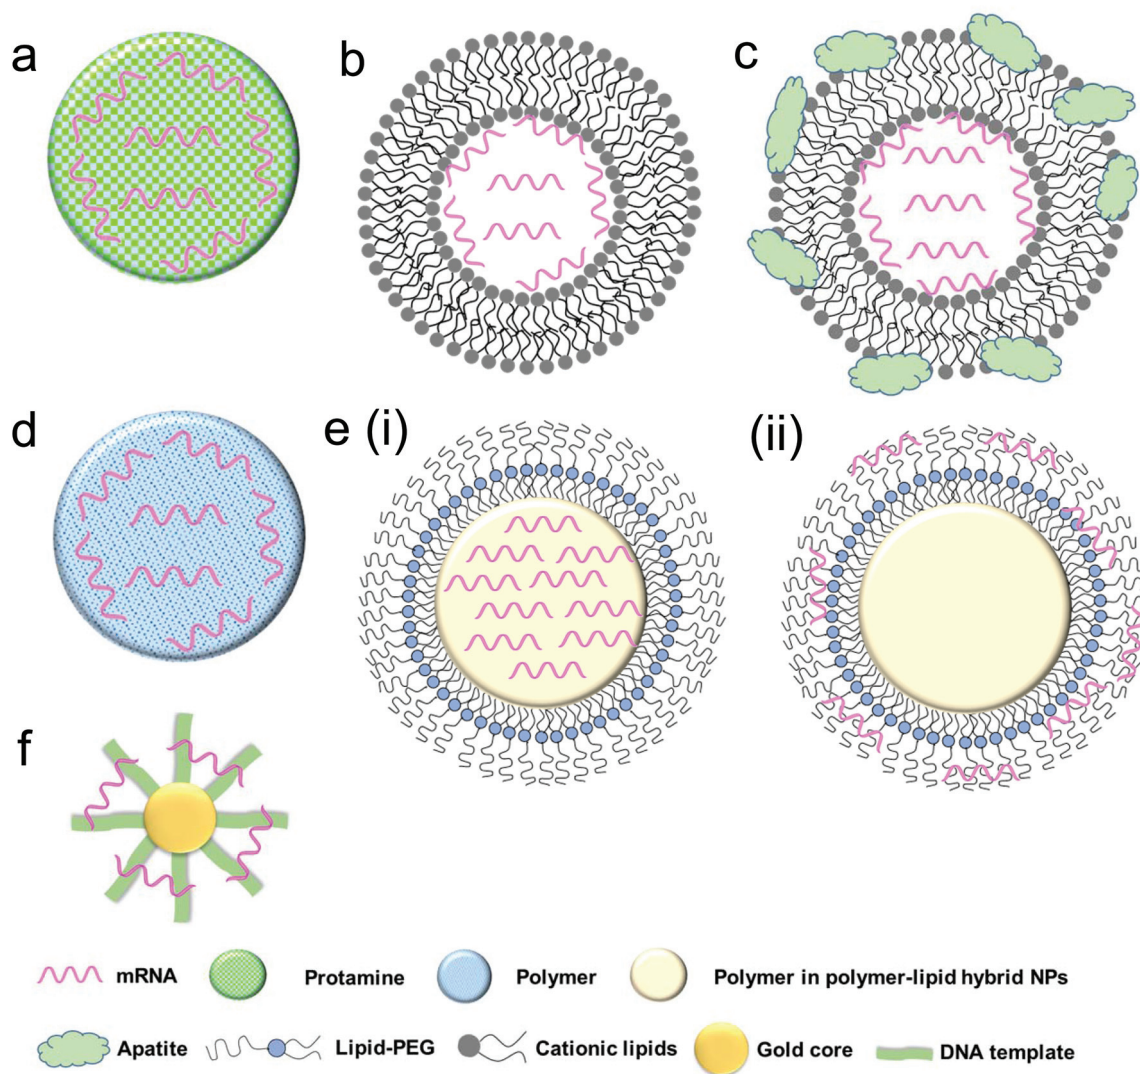 a
b
c
d
e (i)
(ii)
f
mRNA
Protamine
Polymer
Polymer in polymer-lipid hybrid NPs
Apatite
Lipid-PEG
Cationic lipids
Gold core
DNA template